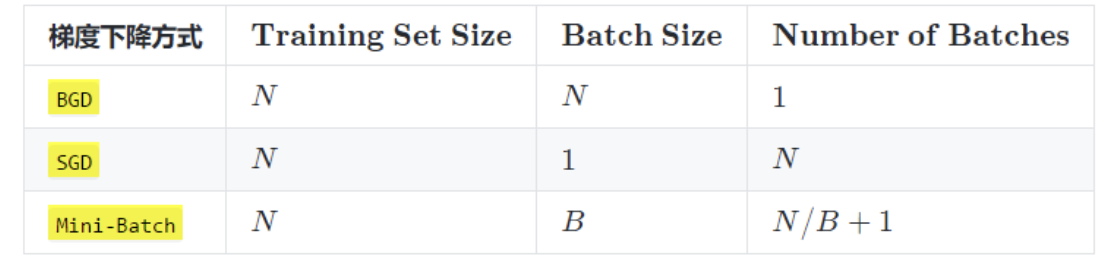 梯度下降方式 Training Set Size Batch Size Number of Batches
BGD N N 1
SGD N 1 N
Mini-Batch N B N/B + 1